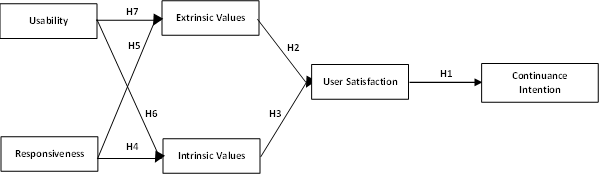 Usability
H7
Extrinsic Values
H5
H2
User Satisfaction
H1
Continuance
Intention
H6
H3
Responsiveness
H4
Intrinsic Values